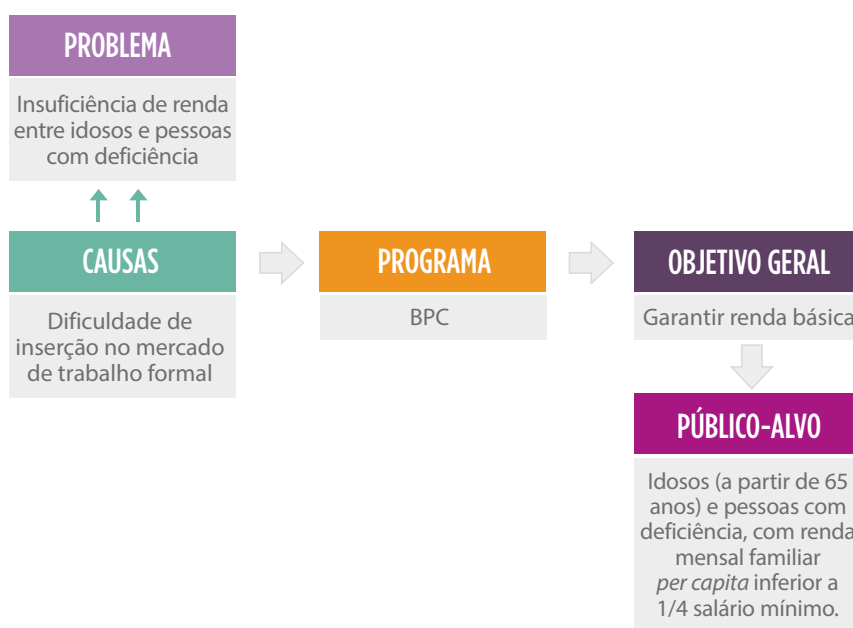 PROBLEMA
Insuficiência de renda
entre idosos e pessoas
com deficiência
CAUSAS
Dificuldade de
inserção no mercado
de trabalho formal
PROGRAMA
BPC
OBJETIVO GERAL
Garantir renda básica
PÚBLICO-ALVO
Idosos (a partir de 65
anos) e pessoas com
deficiência, com renda
mensal familiar
per capita inferior a
1/4 salário mínimo.